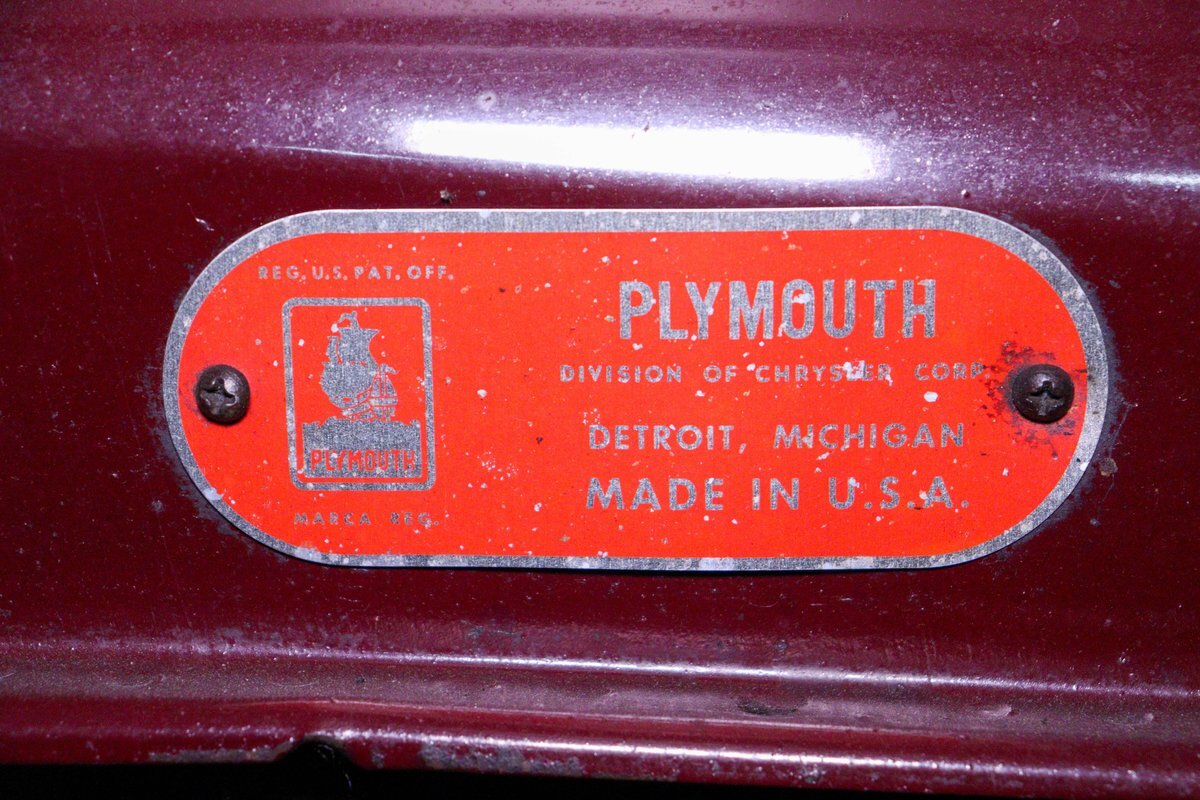 REG. U.S. PAT. OFF.
PLYMOUTH
MARCA REG.
PLYMOUTH
DIVISION OF CHRYSLER CORP
DETROIT, MICHIGAN
MADE IN U.S.A.